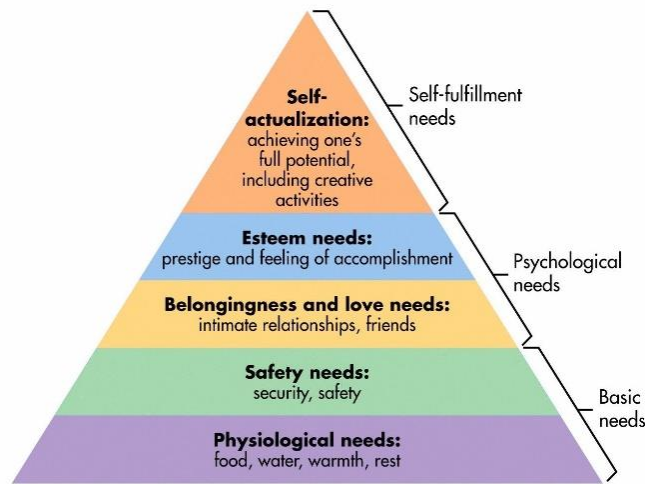 Self-
actualization:
achieving one's
full potential,
including creative
activities
Self-fulfillment
needs
Esteem needs:
prestige and feeling of accomplishment
Psychological
needs
Belongingness and love needs:
intimate relationships, friends
Safety needs:
security, safety
Basic
needs
Physiological needs:
food, water, warmth, rest